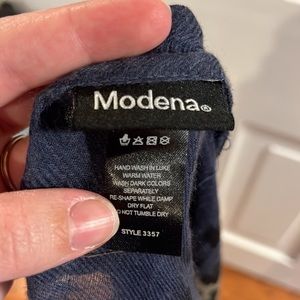 Modena®
HAND WASH IN LUKE
WARM WATER
WASH DARK COLORS
SEPARATELY
RE-SHAPE WHILE DAMP
DRY FLAT
DO NOT TUMBLE DRY
STYLE 3357